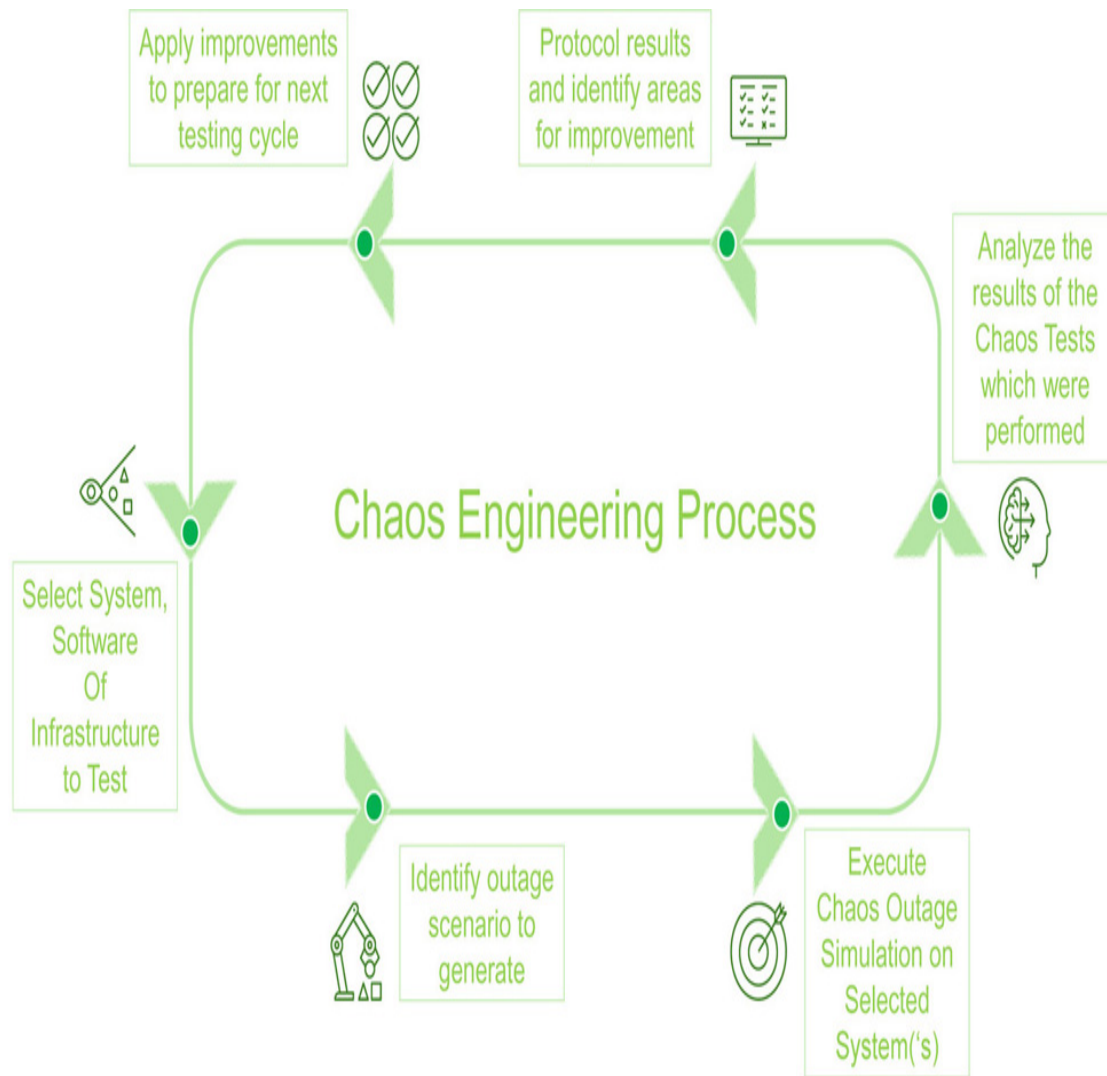 Apply improvements
to prepare for next
testing cycle
Protocol results
and identify areas
for improvement
Analyze the
results of the
Chaos Tests
which were
performed
Chaos Engineering Process
Select System,
Software
Of
Infrastructure
to Test
Identify outage
scenario to
generate
Execute
Chaos Outage
Simulation on
Selected
System(‘s)